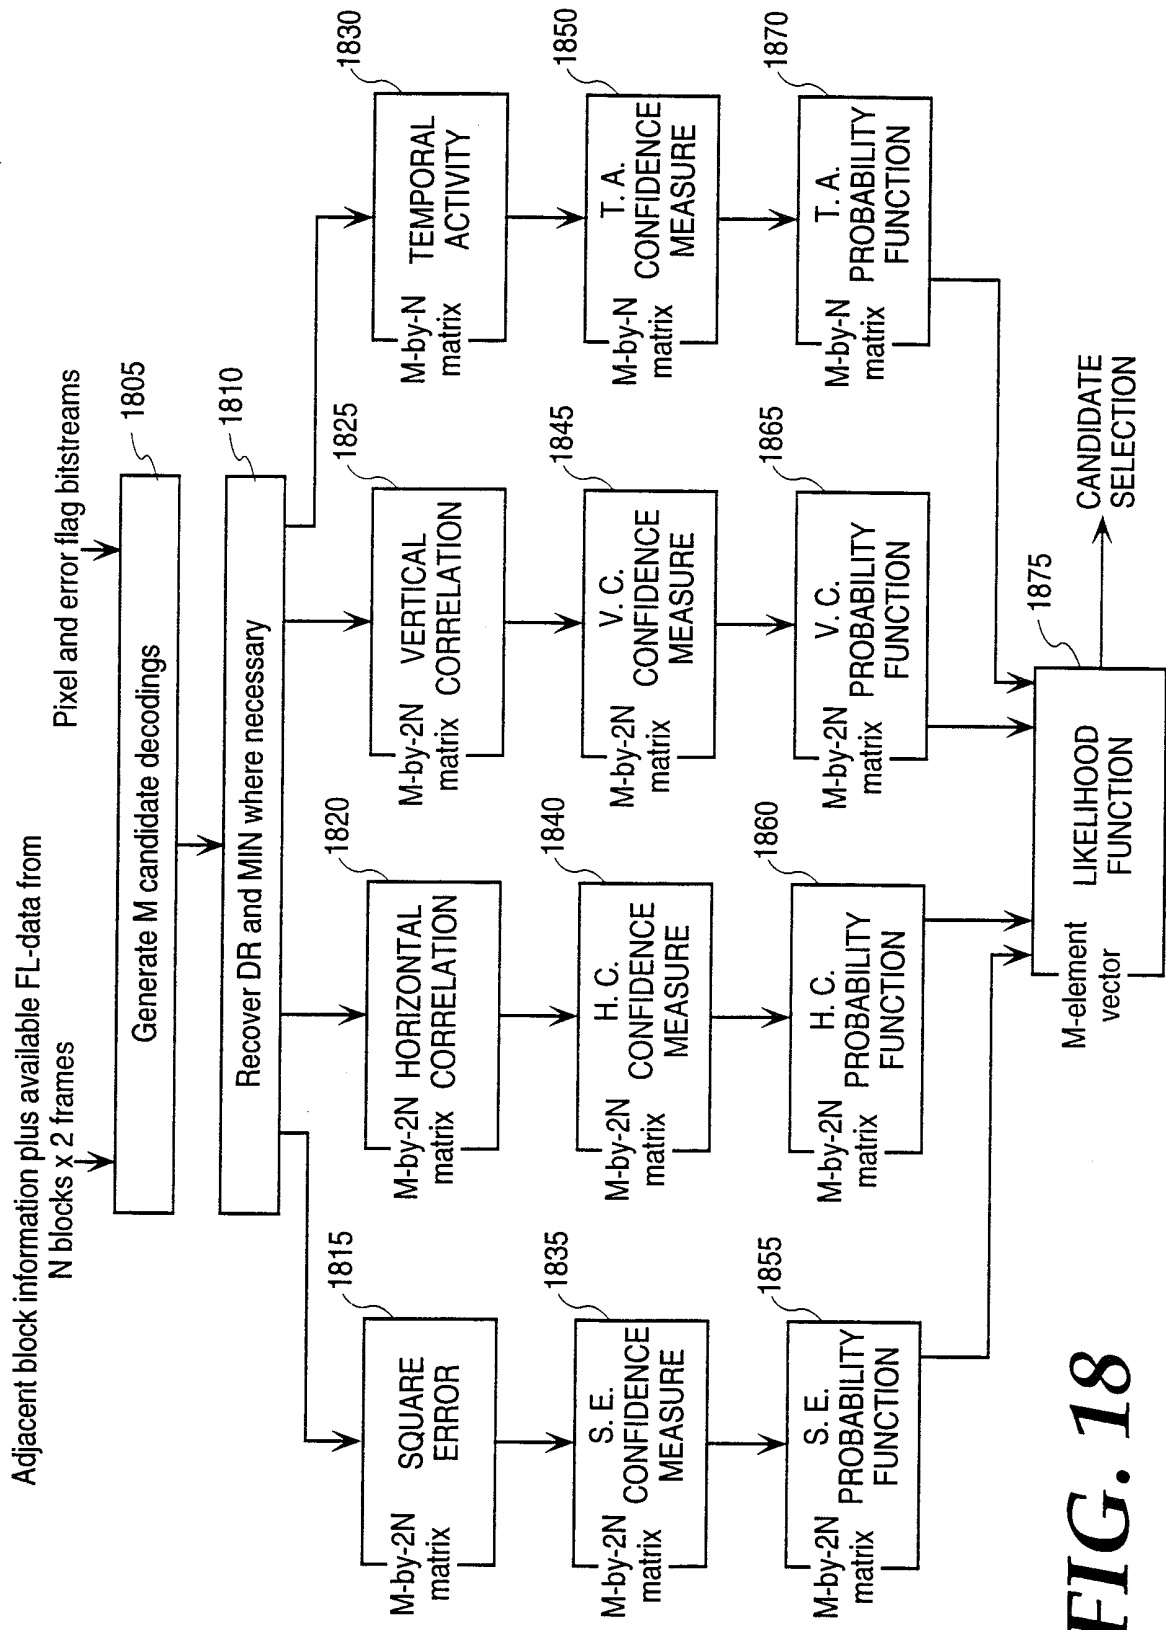 Adjacent block information plus available FL-data from
N blocks x 2 frames
Pixel and error flag bitstreams
1805
Generate M candidate decodings
1810
Recover DR and MIN where necessary
1815
M-by-2N
matrix
SQUARE
ERROR
1820
M-by-2N
matrix
HORIZONTAL
CORRELATION
1825
M-by-2N
matrix
VERTICAL
CORRELATION
1830
M-by-N
matrix
TEMPORAL
ACTIVITY
1835
M-by-2N
matrix
S. E.
CONFIDENCE
MEASURE
1840
M-by-2N
matrix
H. C.
CONFIDENCE
MEASURE
1845
M-by-2N
matrix
V. C.
CONFIDENCE
MEASURE
1850
M-by-N
matrix
T. A.
CONFIDENCE
MEASURE
1855
M-by-2N
matrix
S. E.
PROBABILITY
FUNCTION
1860
M-by-2N
matrix
H. C.
PROBABILITY
FUNCTION
1865
M-by-2N
matrix
V. C.
PROBABILITY
FUNCTION
1870
M-by-N
matrix
T. A.
PROBABILITY
FUNCTION
1875
M-element
vector
LIKELIHOOD
FUNCTION
CANDIDATE
SELECTION
FIG. 18